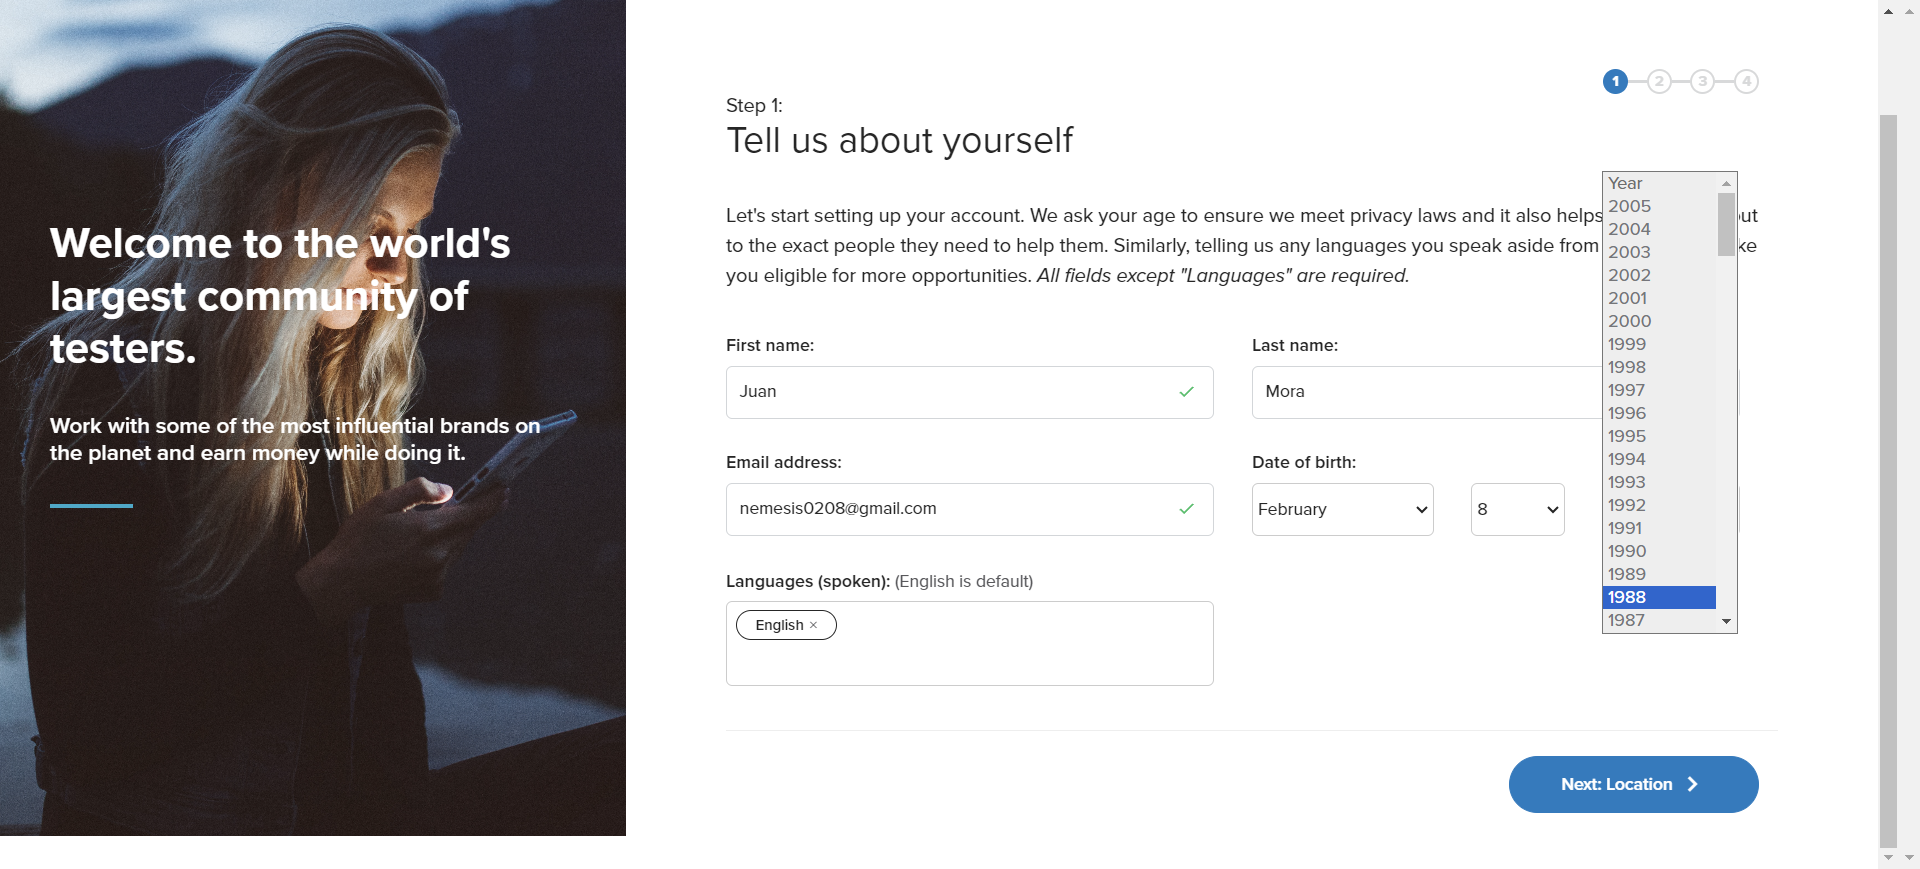 Welcome to the world's
largest community of
testers.
Work with some of the most influential brands on
the planet and earn money while doing it.
1
2
3
4
Step 1:
Tell us about yourself
Let's start setting up your account. We ask your age to ensure we meet privacy laws and it also helps
to the exact people they need to help them. Similarly, telling us any languages you speak aside from
you eligible for more opportunities. All fields except "Languages" are required.
First name:
Juan
Last name:
Mora
Email address:
nemesis0208@gmail.com
Date of birth:
February
8
Year
2005
2004
2003
2002
2001
2000
1999
1998
1997
1996
1995
1994
1993
1992
1991
1990
1989
1988
1987
Languages (spoken): (English is default)
English ×
Next: Location